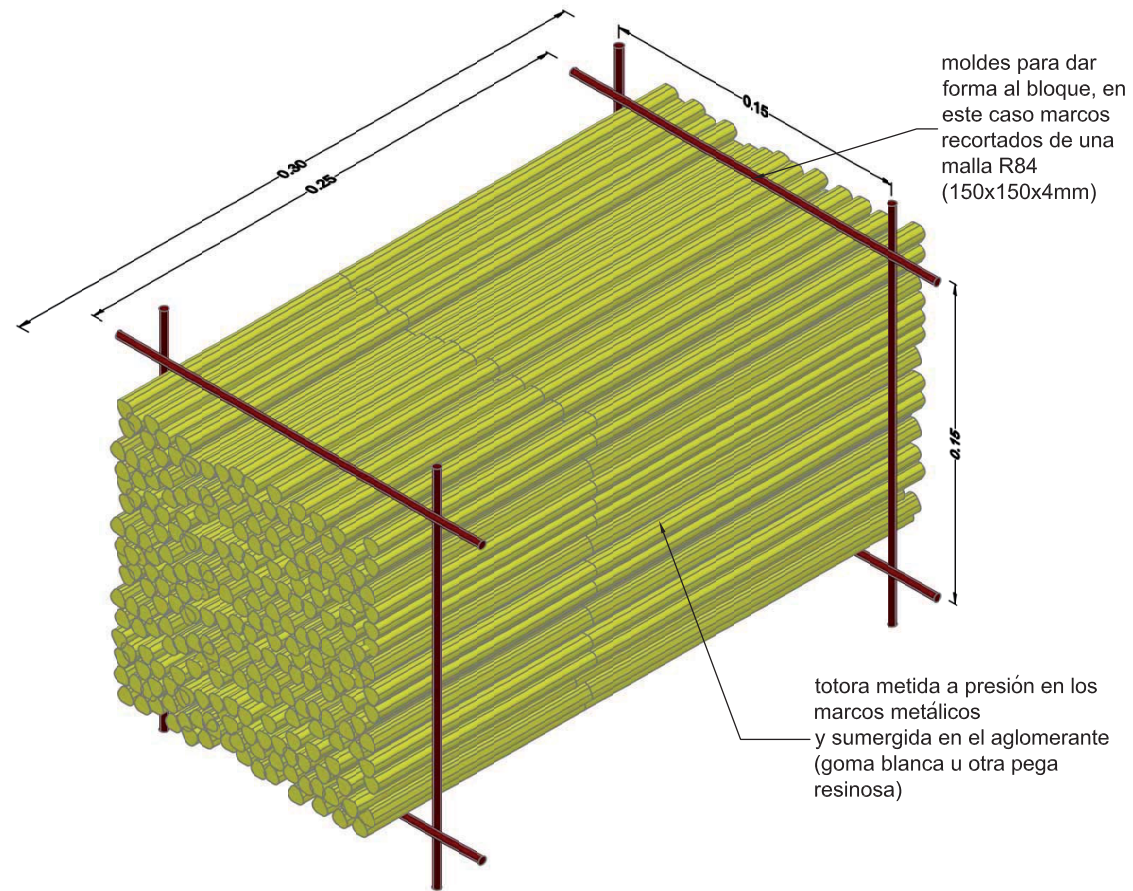 0.30
0.25
0.15
moldes para dar
forma al bloque, en
este caso marcos
recortados de una
malla R84
(150x150x4mm)
0.15
totora metida a presión en los
marcos metálicos
y sumergida en el aglomerante
(goma blanca u otra pega
resinosa)